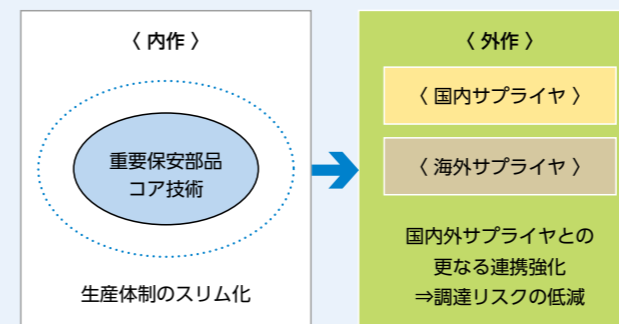 〈 内作 〉
重要保安部品
コア技術
生産体制のスリム化
〈 外作 〉
〈 国内サプライヤ 〉
〈 海外サプライヤ 〉
国内外サプライヤとの
更なる連携強化
⇒調達リスクの低減